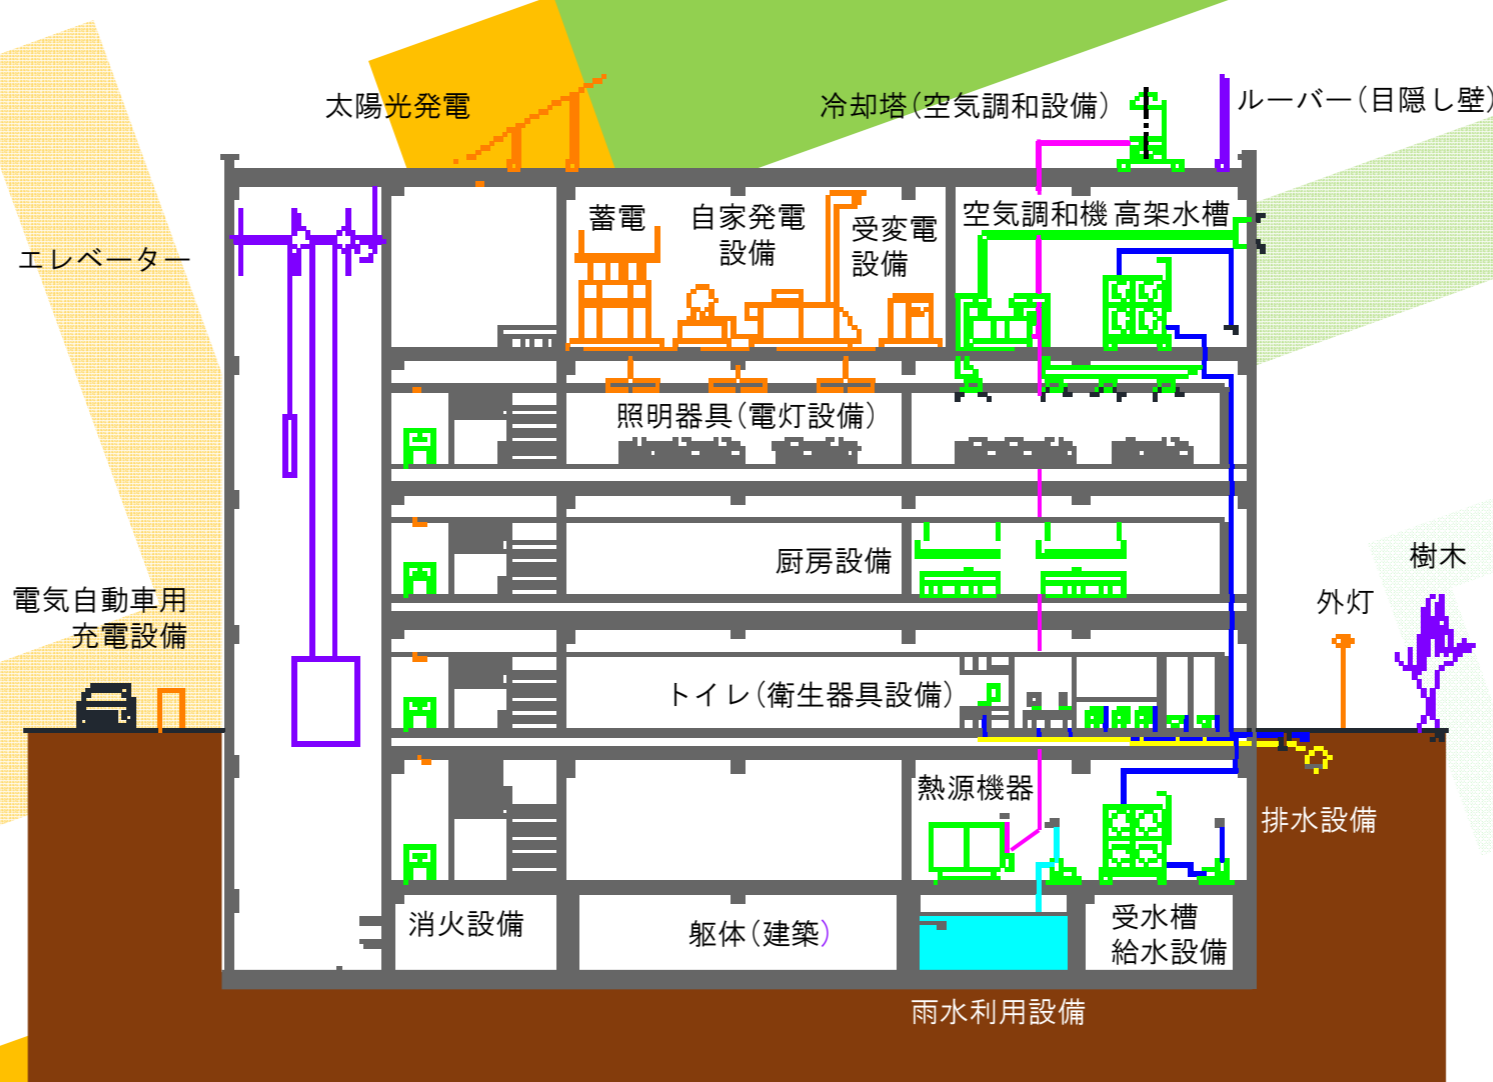 太陽光発電
冷却塔(空気調和設備)
ルーバー(目隠し壁)
エレベーター
蓄電
自家発電
設備
受変電
設備
空気調和機
高架水槽
照明器具(電灯設備)
厨房設備
電気自動車用
充電設備
外灯
樹木
トイレ(衛生器具設備)
熱源機器
排水設備
消火設備
躯体(建築)
受水槽
給水設備
雨水利用設備